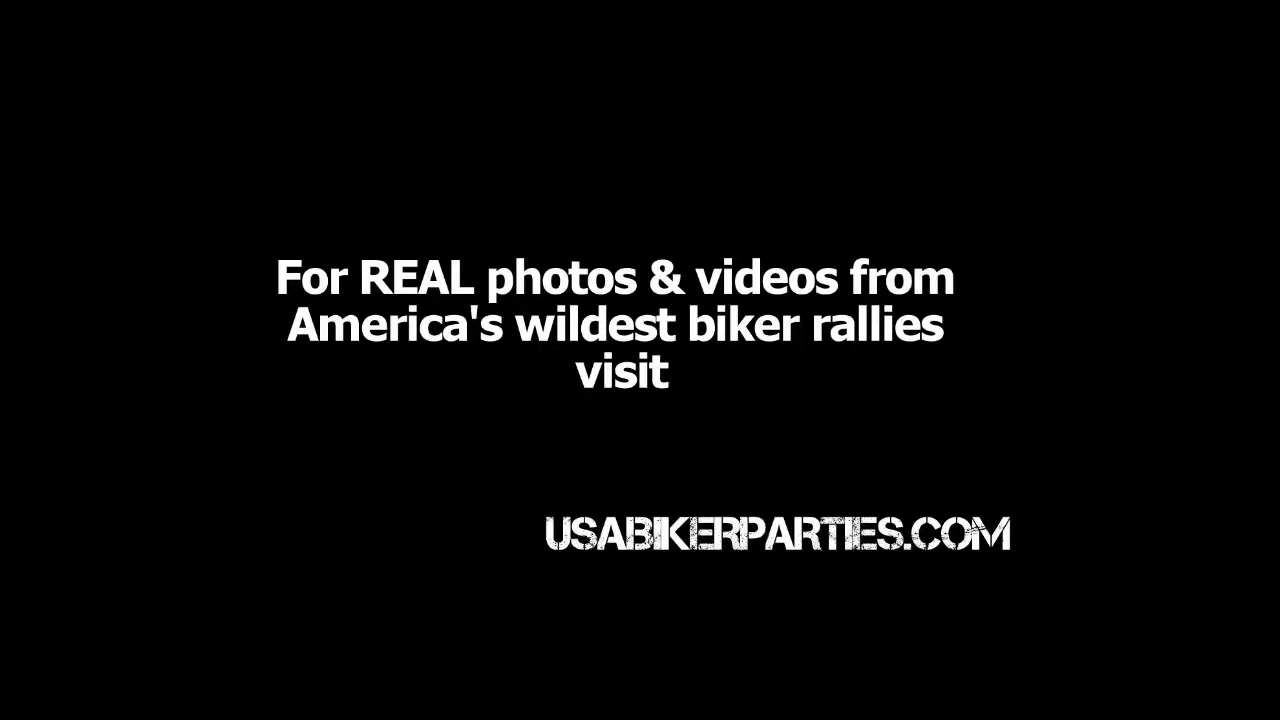 For REAL photos & videos from
America's wildest biker rallies
visit
USABIKERPARTIES.COM